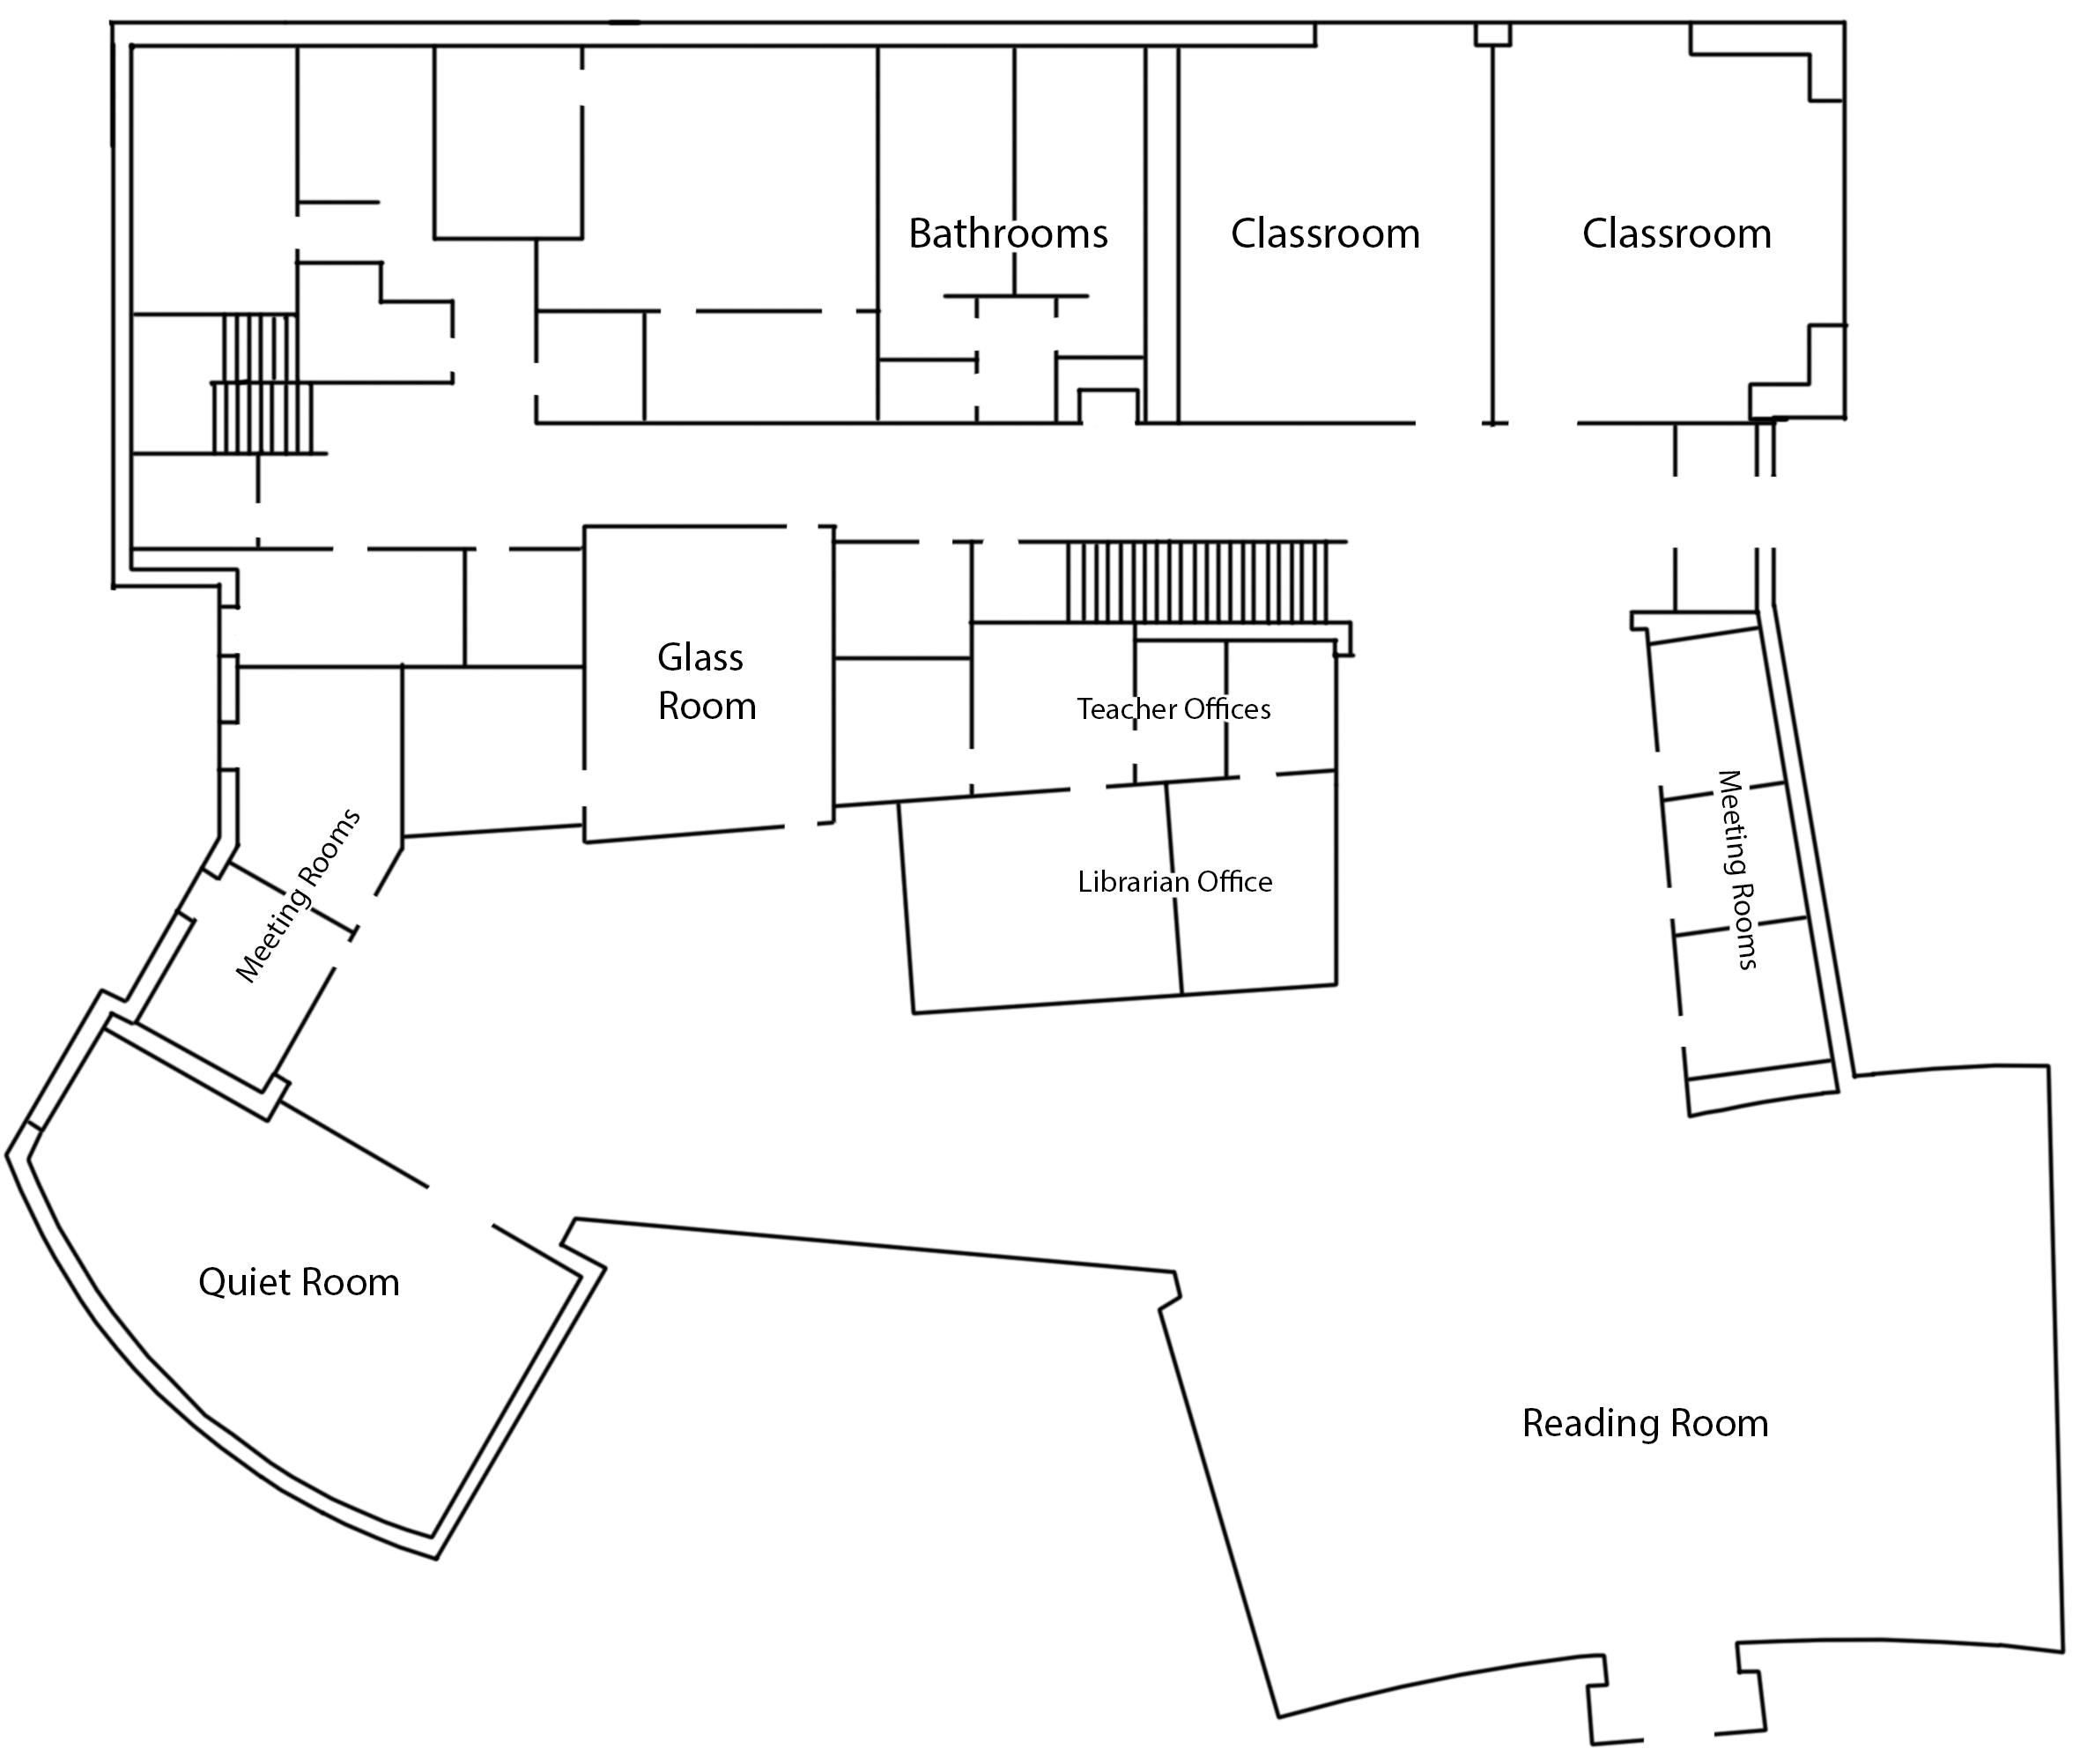 Bathrooms
Classroom
Classroom
Glass
Room
Teacher Offices
Meeting Rooms
Meeting Rooms
Librarian Office
Quiet Room
Reading Room